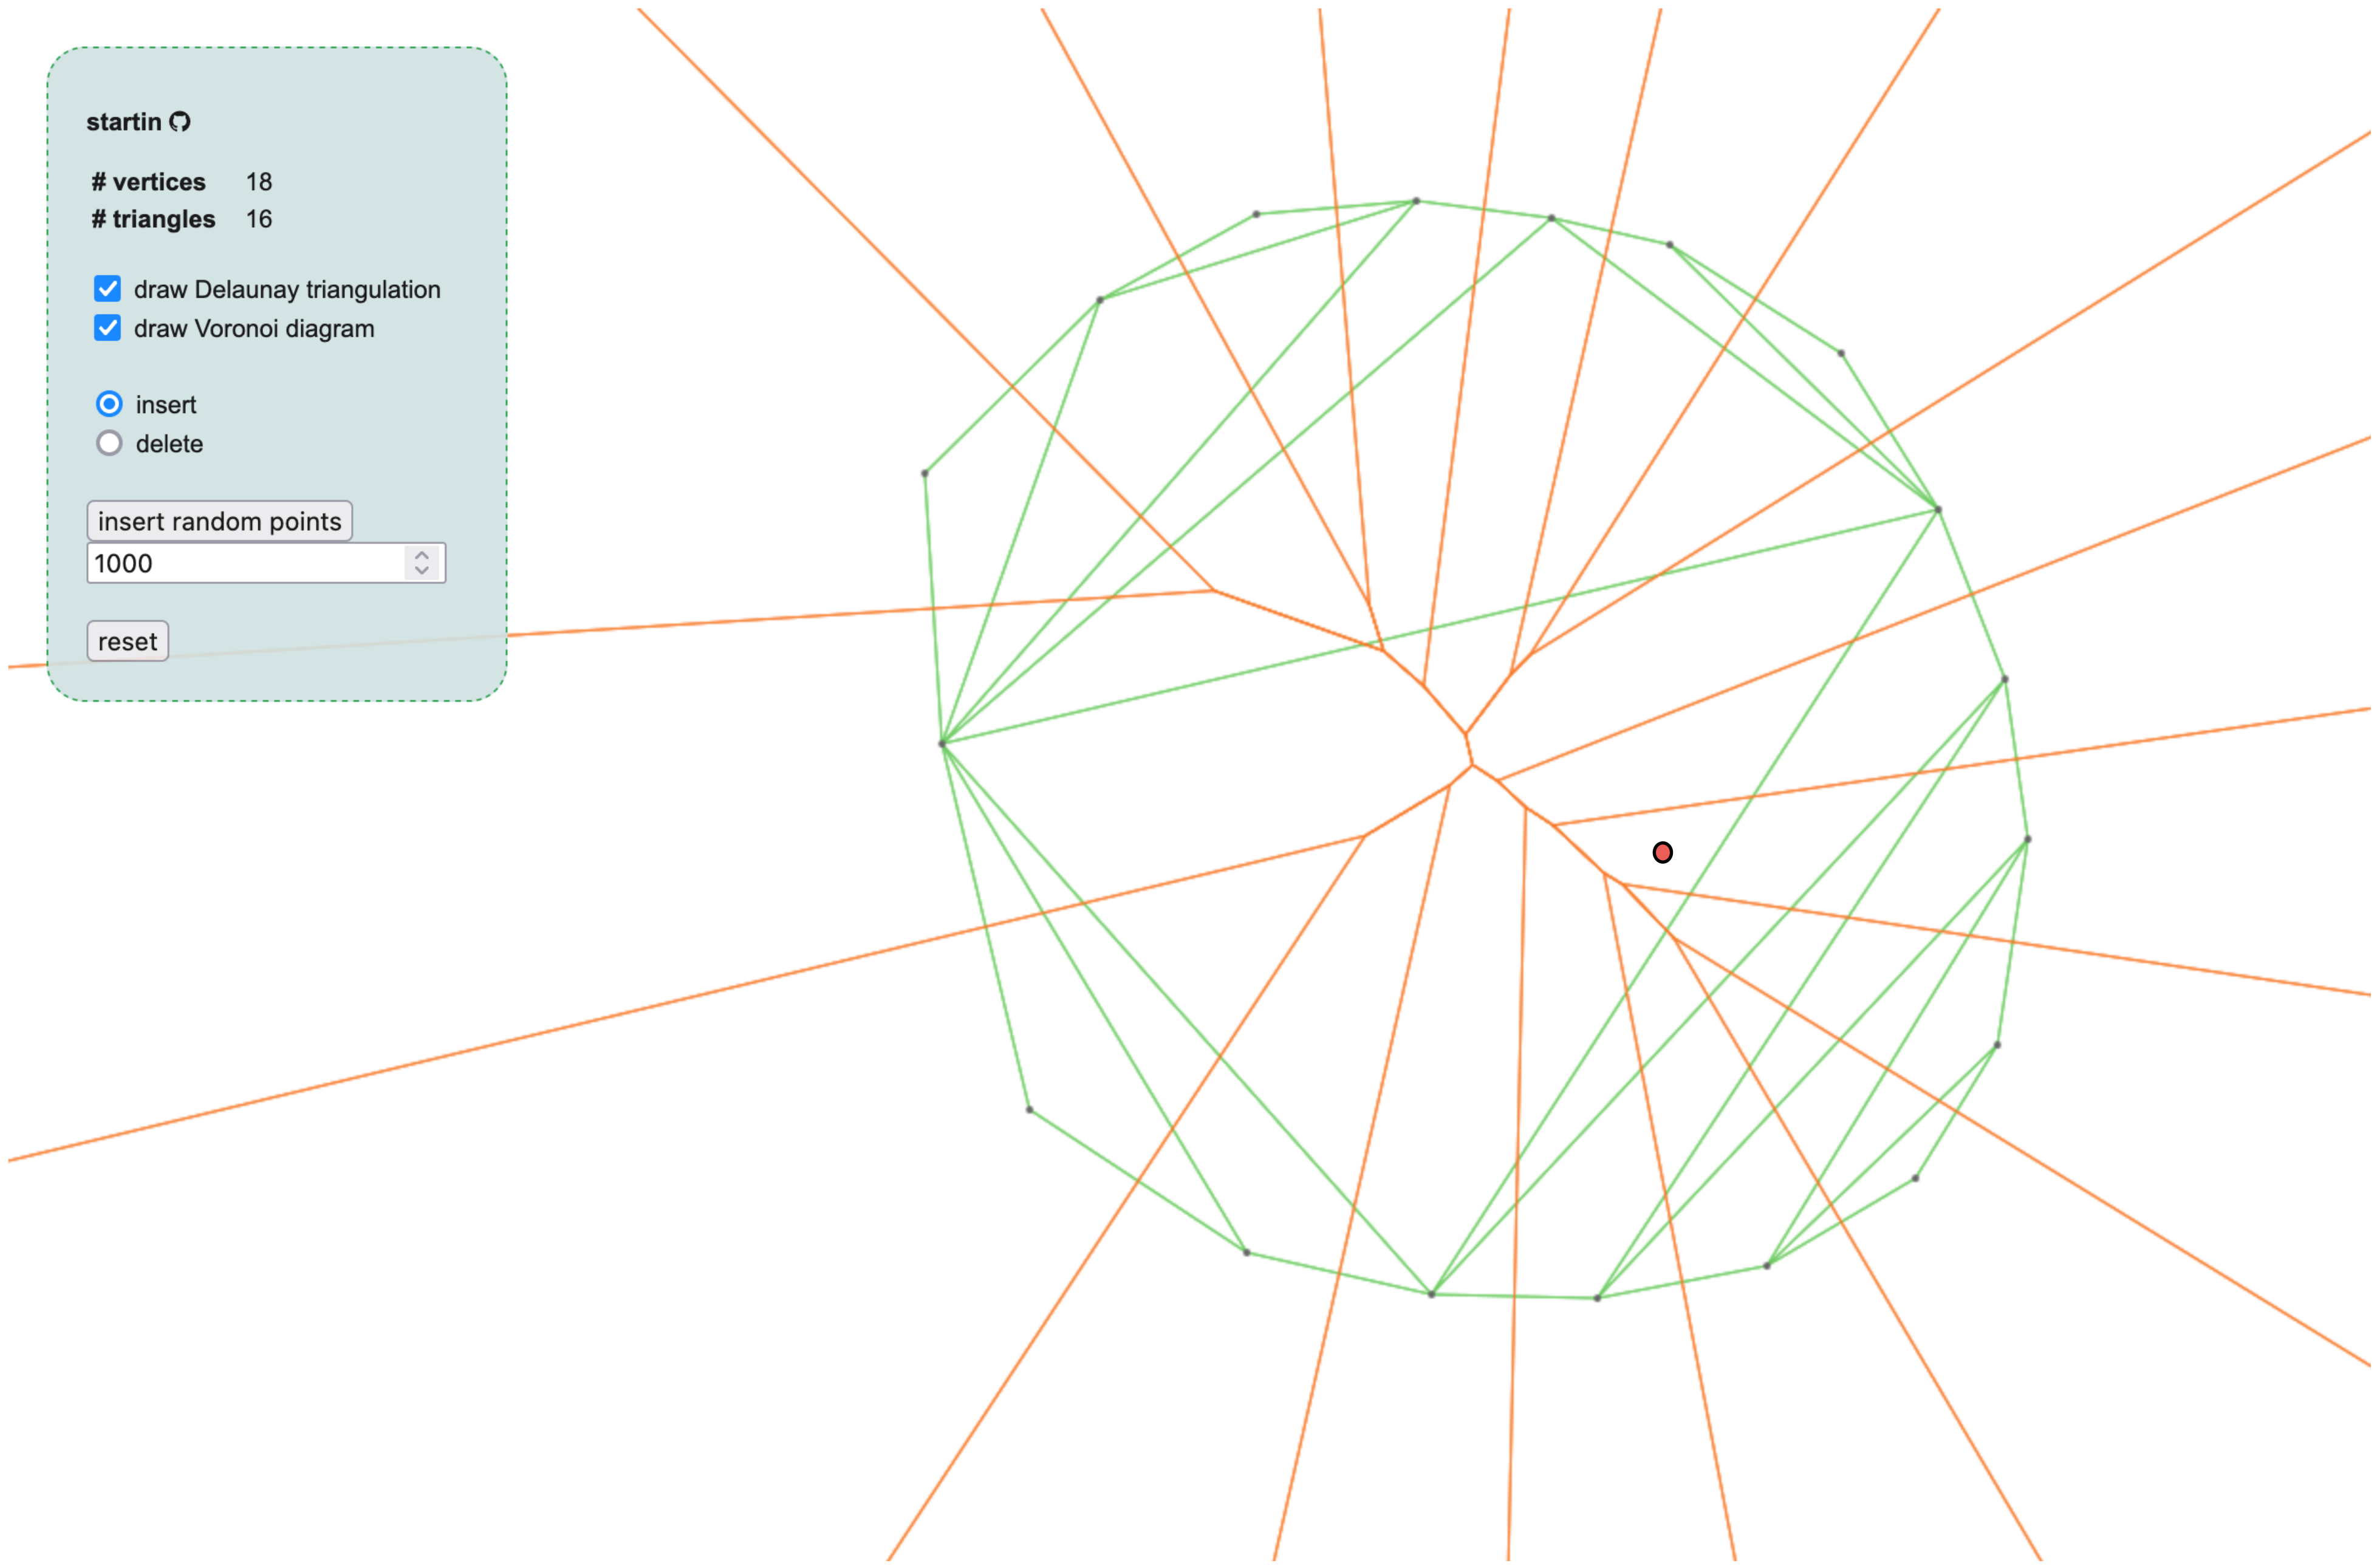 startin
# vertices 18
# triangles 16
draw Delaunay triangulation
draw Voronoi diagram
insert
delete
insert random points
1000
reset